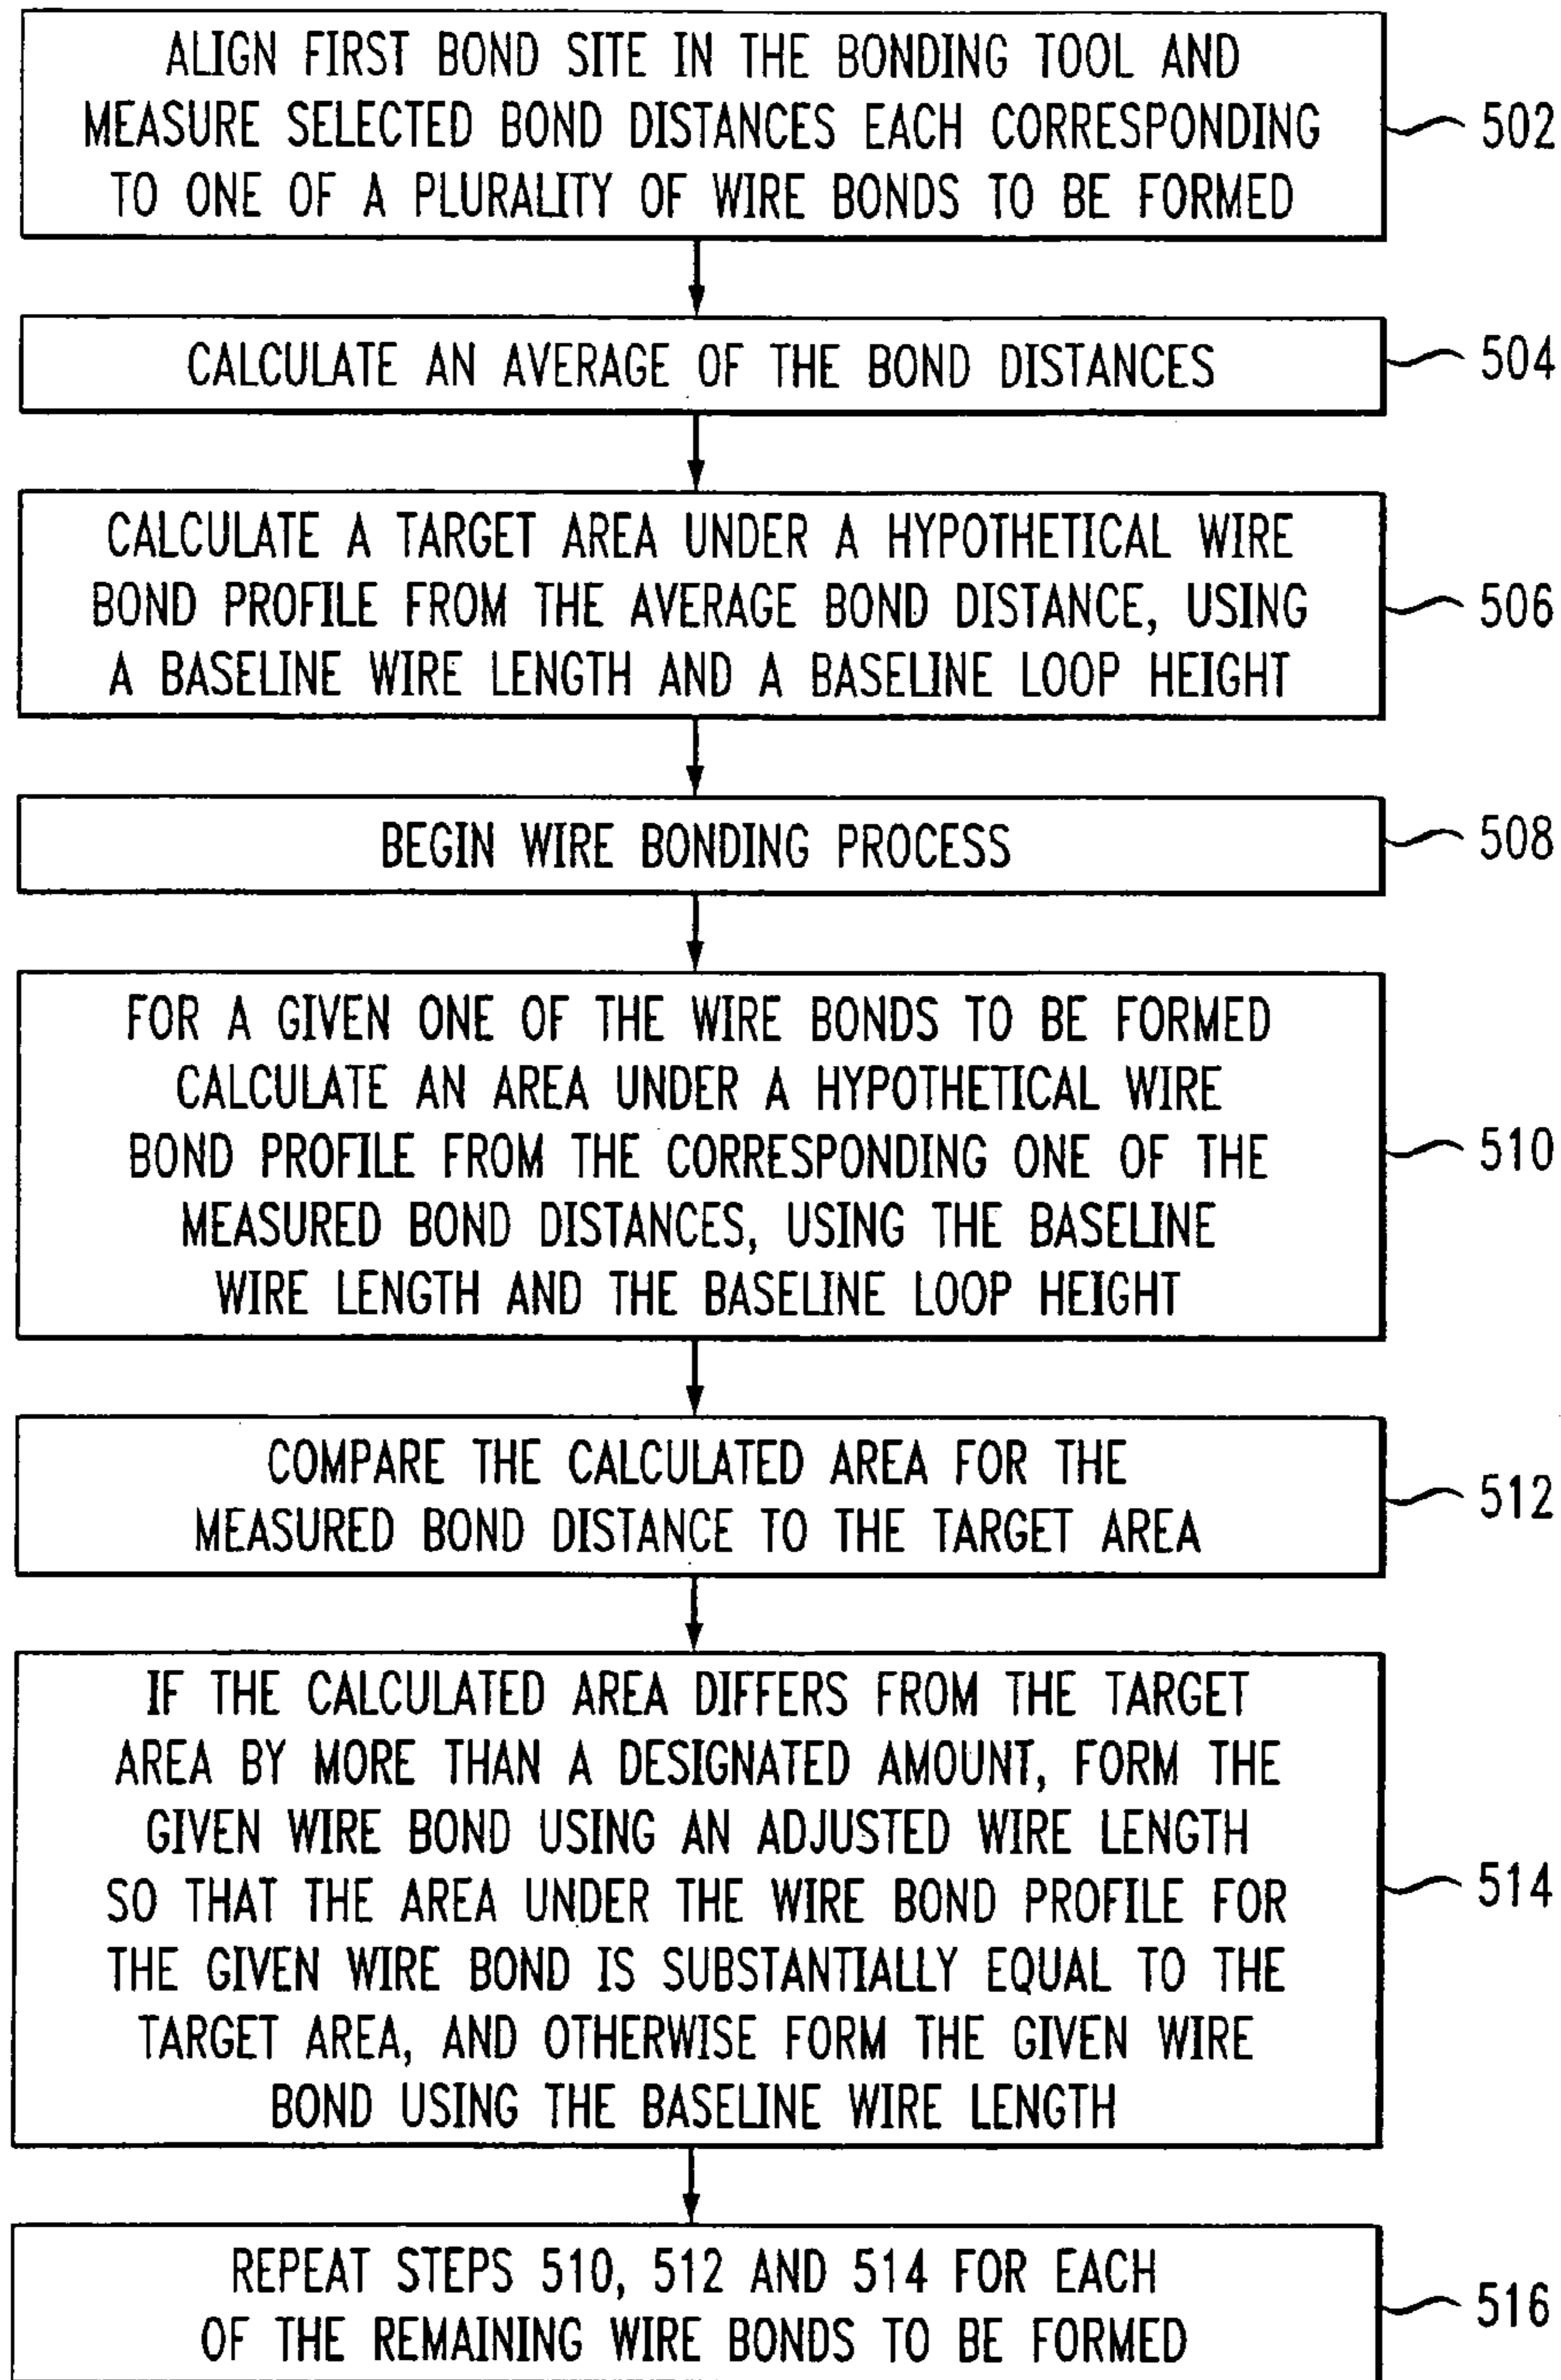 ALIGN FIRST BOND SITE IN THE BONDING TOOL AND
MEASURE SELECTED BOND DISTANCES EACH CORRESPONDING
TO ONE OF A PLURALITY OF WIRE BONDS TO BE FORMED
502
CALCULATE AN AVERAGE OF THE BOND DISTANCES
504
CALCULATE A TARGET AREA UNDER A HYPOTHETICAL WIRE
BOND PROFILE FROM THE AVERAGE BOND DISTANCE, USING
A BASELINE WIRE LENGTH AND A BASELINE LOOP HEIGHT
506
BEGIN WIRE BONDING PROCESS
508
FOR A GIVEN ONE OF THE WIRE BONDS TO BE FORMED
CALCULATE AN AREA UNDER A HYPOTHETICAL WIRE
BOND PROFILE FROM THE CORRESPONDING ONE OF THE
MEASURED BOND DISTANCES, USING THE BASELINE
WIRE LENGTH AND THE BASELINE LOOP HEIGHT
510
COMPARE THE CALCULATED AREA FOR THE
MEASURED BOND DISTANCE TO THE TARGET AREA
512
IF THE CALCULATED AREA DIFFERS FROM THE TARGET
AREA BY MORE THAN A DESIGNATED AMOUNT, FORM THE
GIVEN WIRE BOND USING AN ADJUSTED WIRE LENGTH
SO THAT THE AREA UNDER THE WIRE BOND PROFILE FOR
THE GIVEN WIRE BOND IS SUBSTANTIALLY EQUAL TO THE
TARGET AREA, AND OTHERWISE FORM THE GIVEN WIRE
BOND USING THE BASELINE WIRE LENGTH
514
REPEAT STEPS 510, 512 AND 514 FOR EACH
OF THE REMAINING WIRE BONDS TO BE FORMED
516